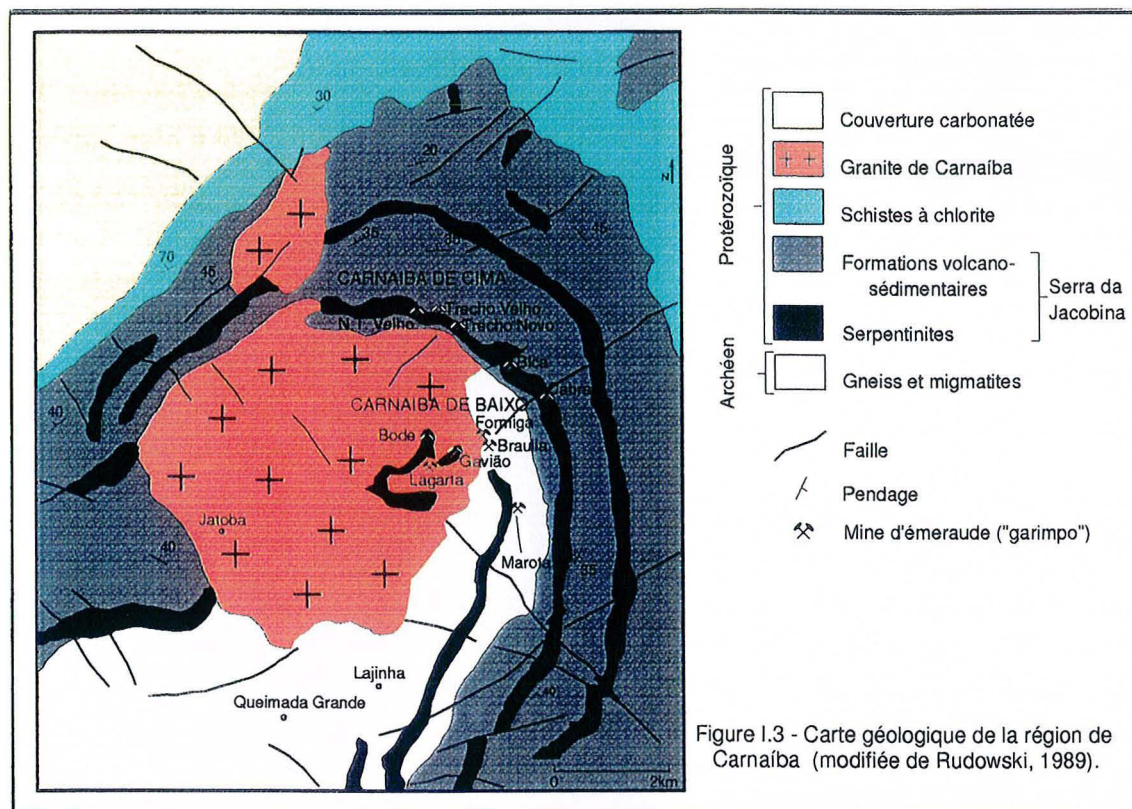 30
20
N
70
45
35
35
45
CARNAIBA DE CIMA
Trecho Velho
N. T. Velho
Trecho Novo
Bica
Cabra
40
CARNAIBA DE BAIXO
Formiga
Bode
Braulia
Gavião
Lagarta
Jatoba
40
Marota
85
Lajinha
Queimada Grande
40
0
2km
Protérozoïque
Archéen
Couverture carbonatée
Granite de Carnaíba
Schistes à chlorite
Formations volcano-
sédimentaires
Serpentinites
Serra da
Jacobina
Gneiss et migmatites
Faille
Pendage
Mine d'émeraude ("garimpo")
Figure I.3 - Carte géologique de la région de
Carnaíba (modifiée de Rudowski, 1989).